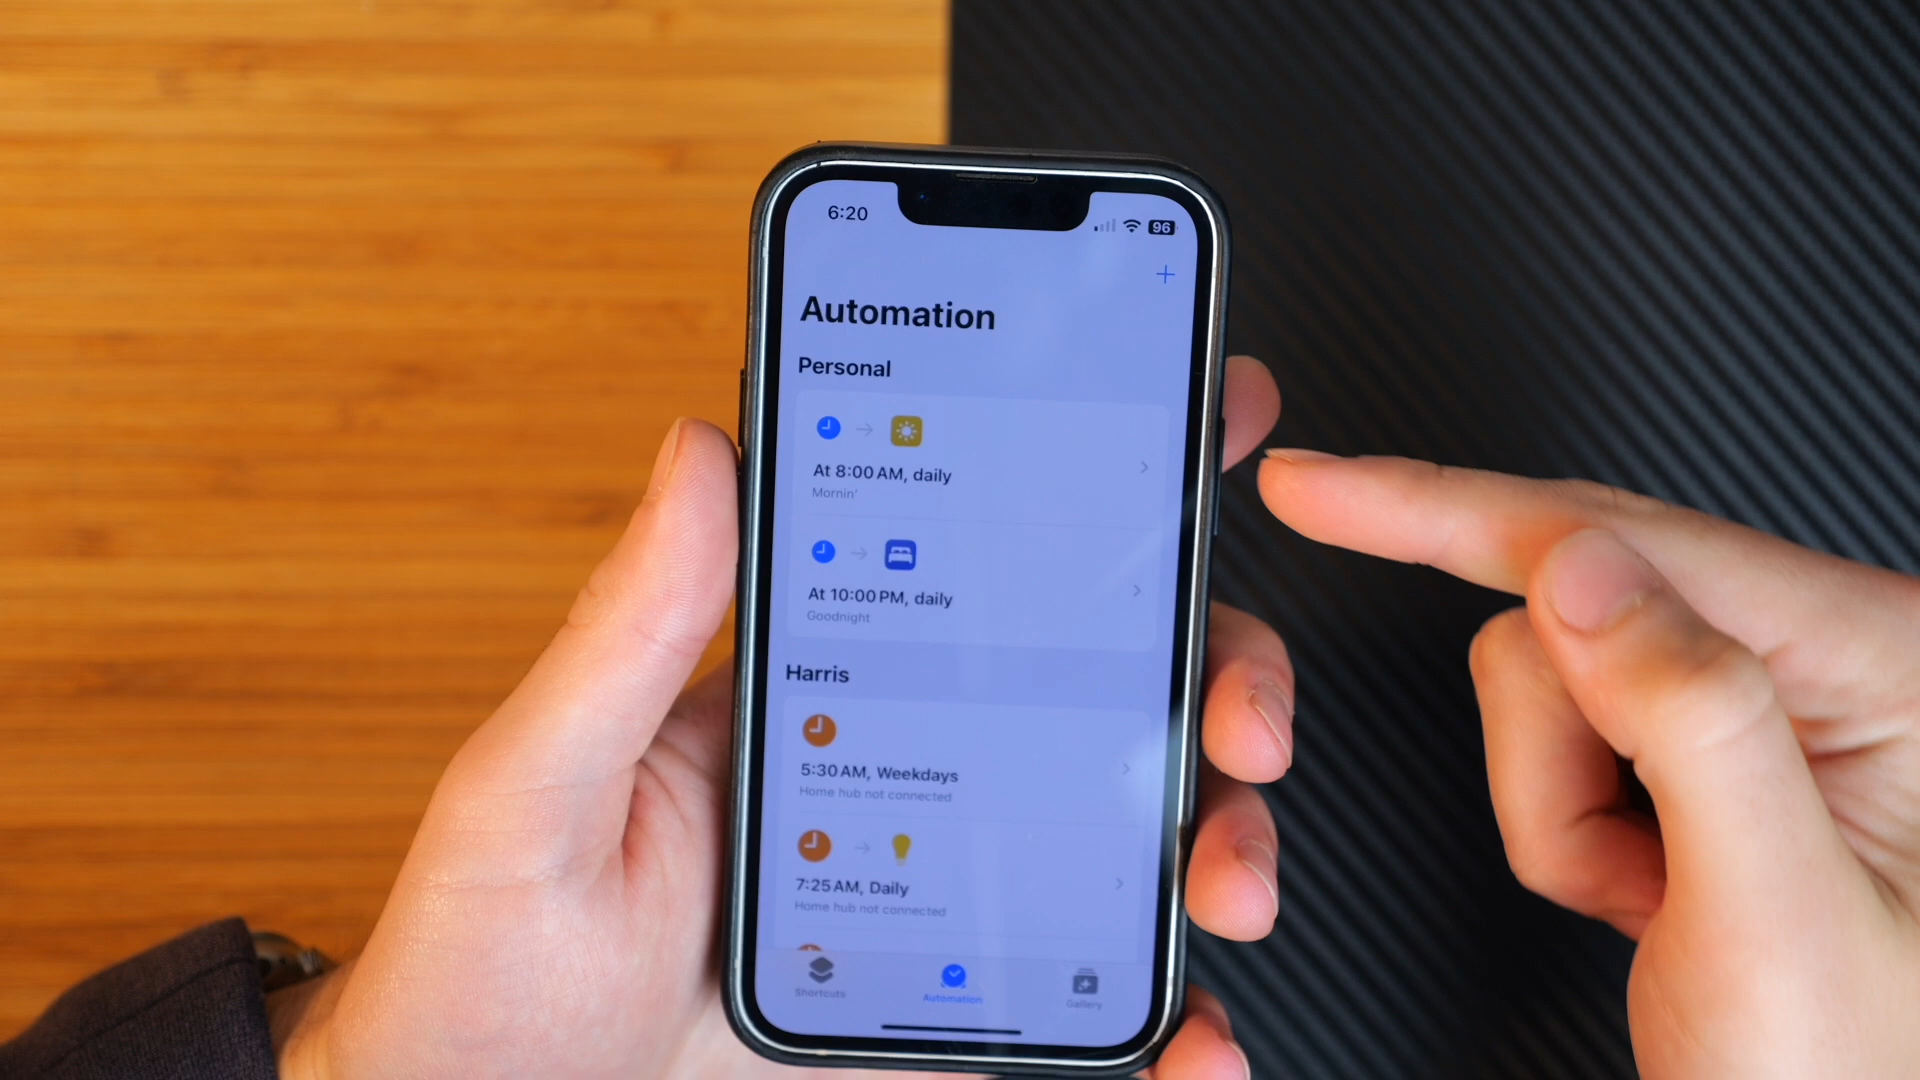 6:20
96
Automation
Personal
At 8:00 AM, daily
Mornin'
At 10:00 PM, daily
Goodnight
Harris
5:30 AM, Weekdays
Home hub not connected
7:25 AM, Daily
Home hub not connected
Shortcuts
Automation
Gallery